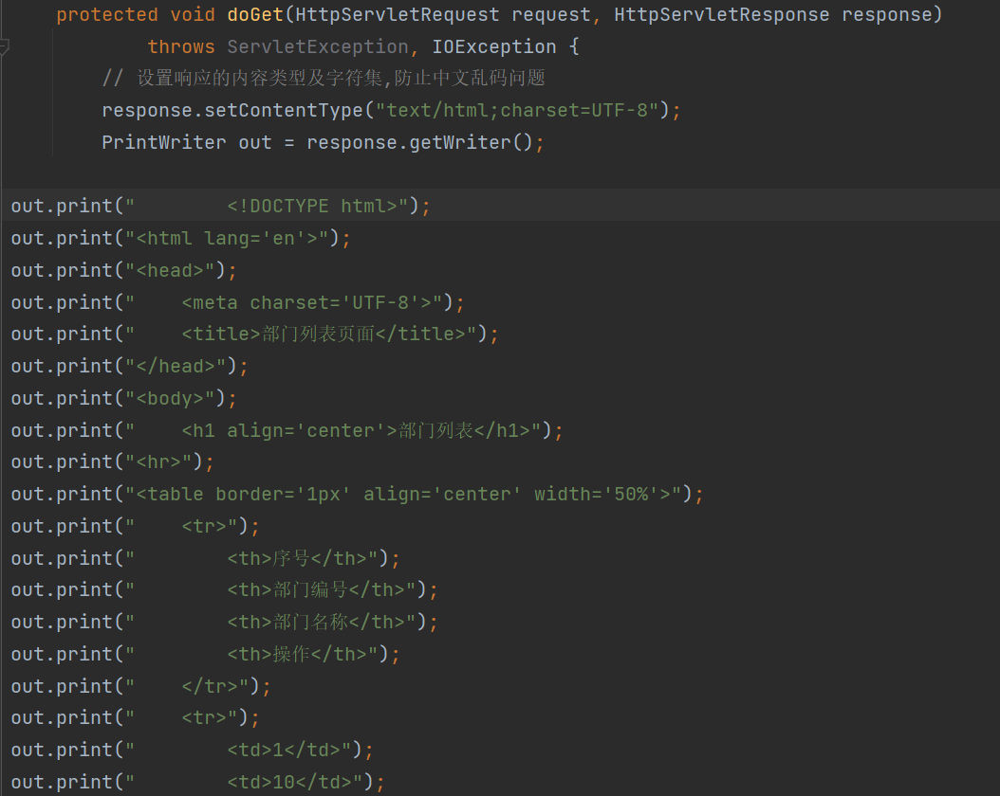 protected void doGet(HttpServletRequest request, HttpServletResponse response)
throws ServletException, IOException {
// 设置响应的内容类型及字符集,防止中文乱码问题
response.setContentType("text/html;charset=UTF-8");
PrintWriter out = response.getWriter();
out.print("        <!DOCTYPE html>");
out.print("<html lang='en'>");
out.print("<head>");
out.print("    <meta charset='UTF-8'>");
out.print("    <title>部门列表页面</title>");
out.print("</head>");
out.print("<body>");
out.print("    <h1 align='center'>部门列表</h1>");
out.print("<hr>");
out.print("<table border='1px' align='center' width='50%'>");
out.print("    <tr>");
out.print("        <th>序号</th>");
out.print("        <th>部门编号</th>");
out.print("        <th>部门名称</th>");
out.print("        <th>操作</th>");
out.print("    </tr>");
out.print("    <tr>");
out.print("        <td>1</td>");
out.print("        <td>10</td>");